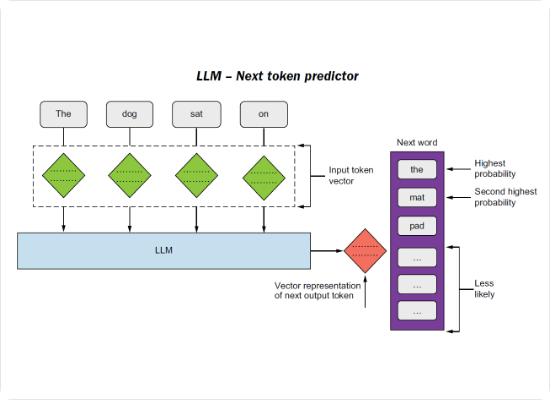 LLM – Next token predictor
The
dog
sat
on
Input token
vector
LLM
Vector representation
of next output token
Next word
the
mat
pad
...
...
...
Highest
probability
Second highest
probability
Less
likely